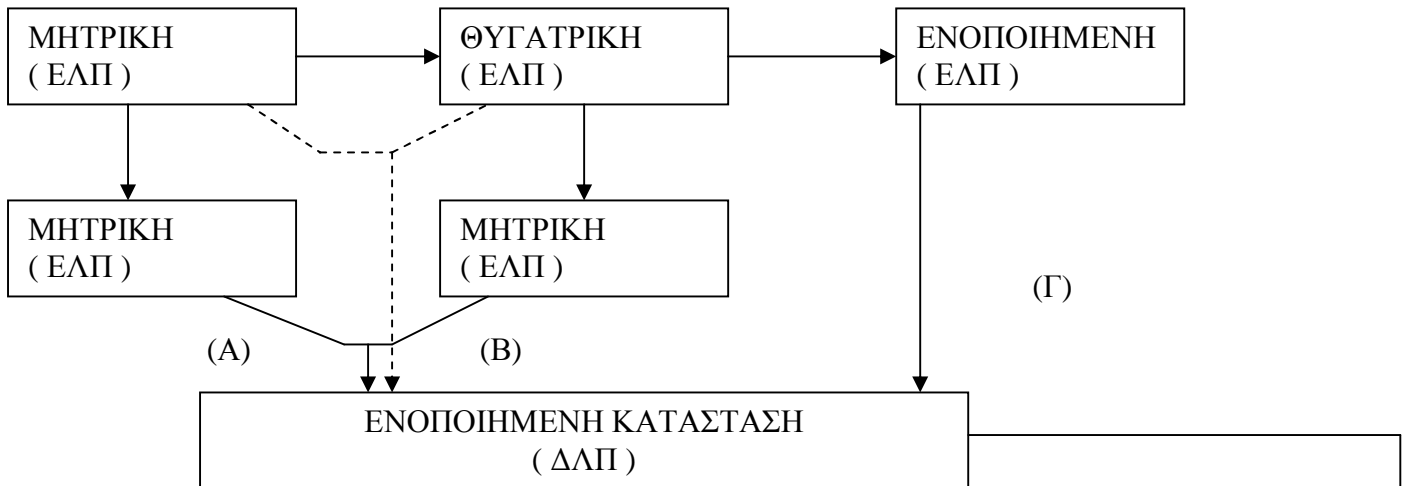 ΜΗΤΡΙΚΗ
( ΕΛΠ )
ΘΥΓΑΤΡΙΚΗ
( ΕΛΠ )
ΕΝΟΠΟΙΗΜΕΝΗ
( ΕΛΠ )
ΜΗΤΡΙΚΗ
( ΕΛΠ )
ΜΗΤΡΙΚΗ
( ΕΛΠ )
(Γ)
(Α)
(Β)
ΕΝΟΠΟΙΗΜΕΝΗ ΚΑΤΑΣΤΑΣΗ
( ΔΛΠ )